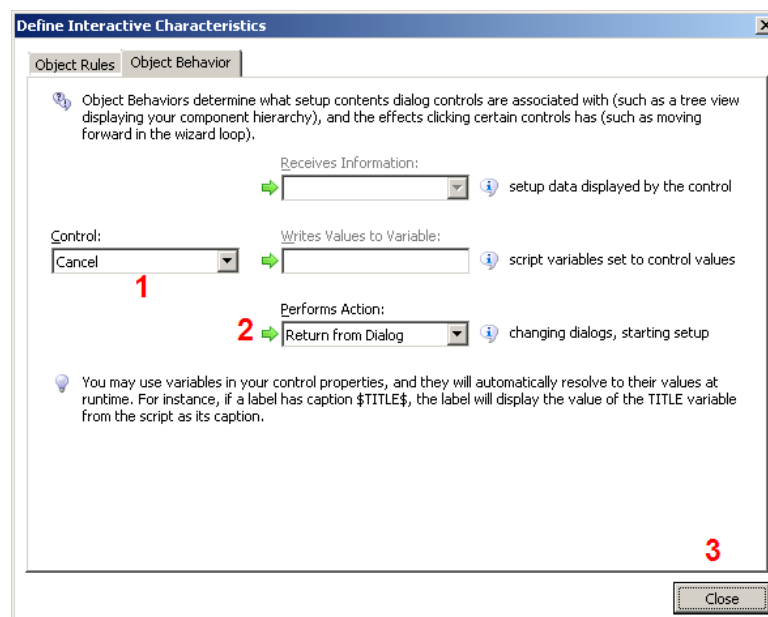 Define Interactive Characteristics
Object Rules
Object Behavior
Object Behaviors determine what setup contents dialog controls are associated with (such as a tree view
displaying your component hierarchy), and the effects clicking certain controls has (such as moving
forward in the wizard loop).
Receives Information:
setup data displayed by the control
Control:
Writes Values to Variable:
Cancel
script variables set to control values
1
Performs Action:
2
Return from Dialog
changing dialogs, starting setup
You may use variables in your control properties, and they will automatically resolve to their values at
runtime. For instance, if a label has caption $TITLE$, the label will display the value of the TITLE variable
from the script as its caption.
3
Close